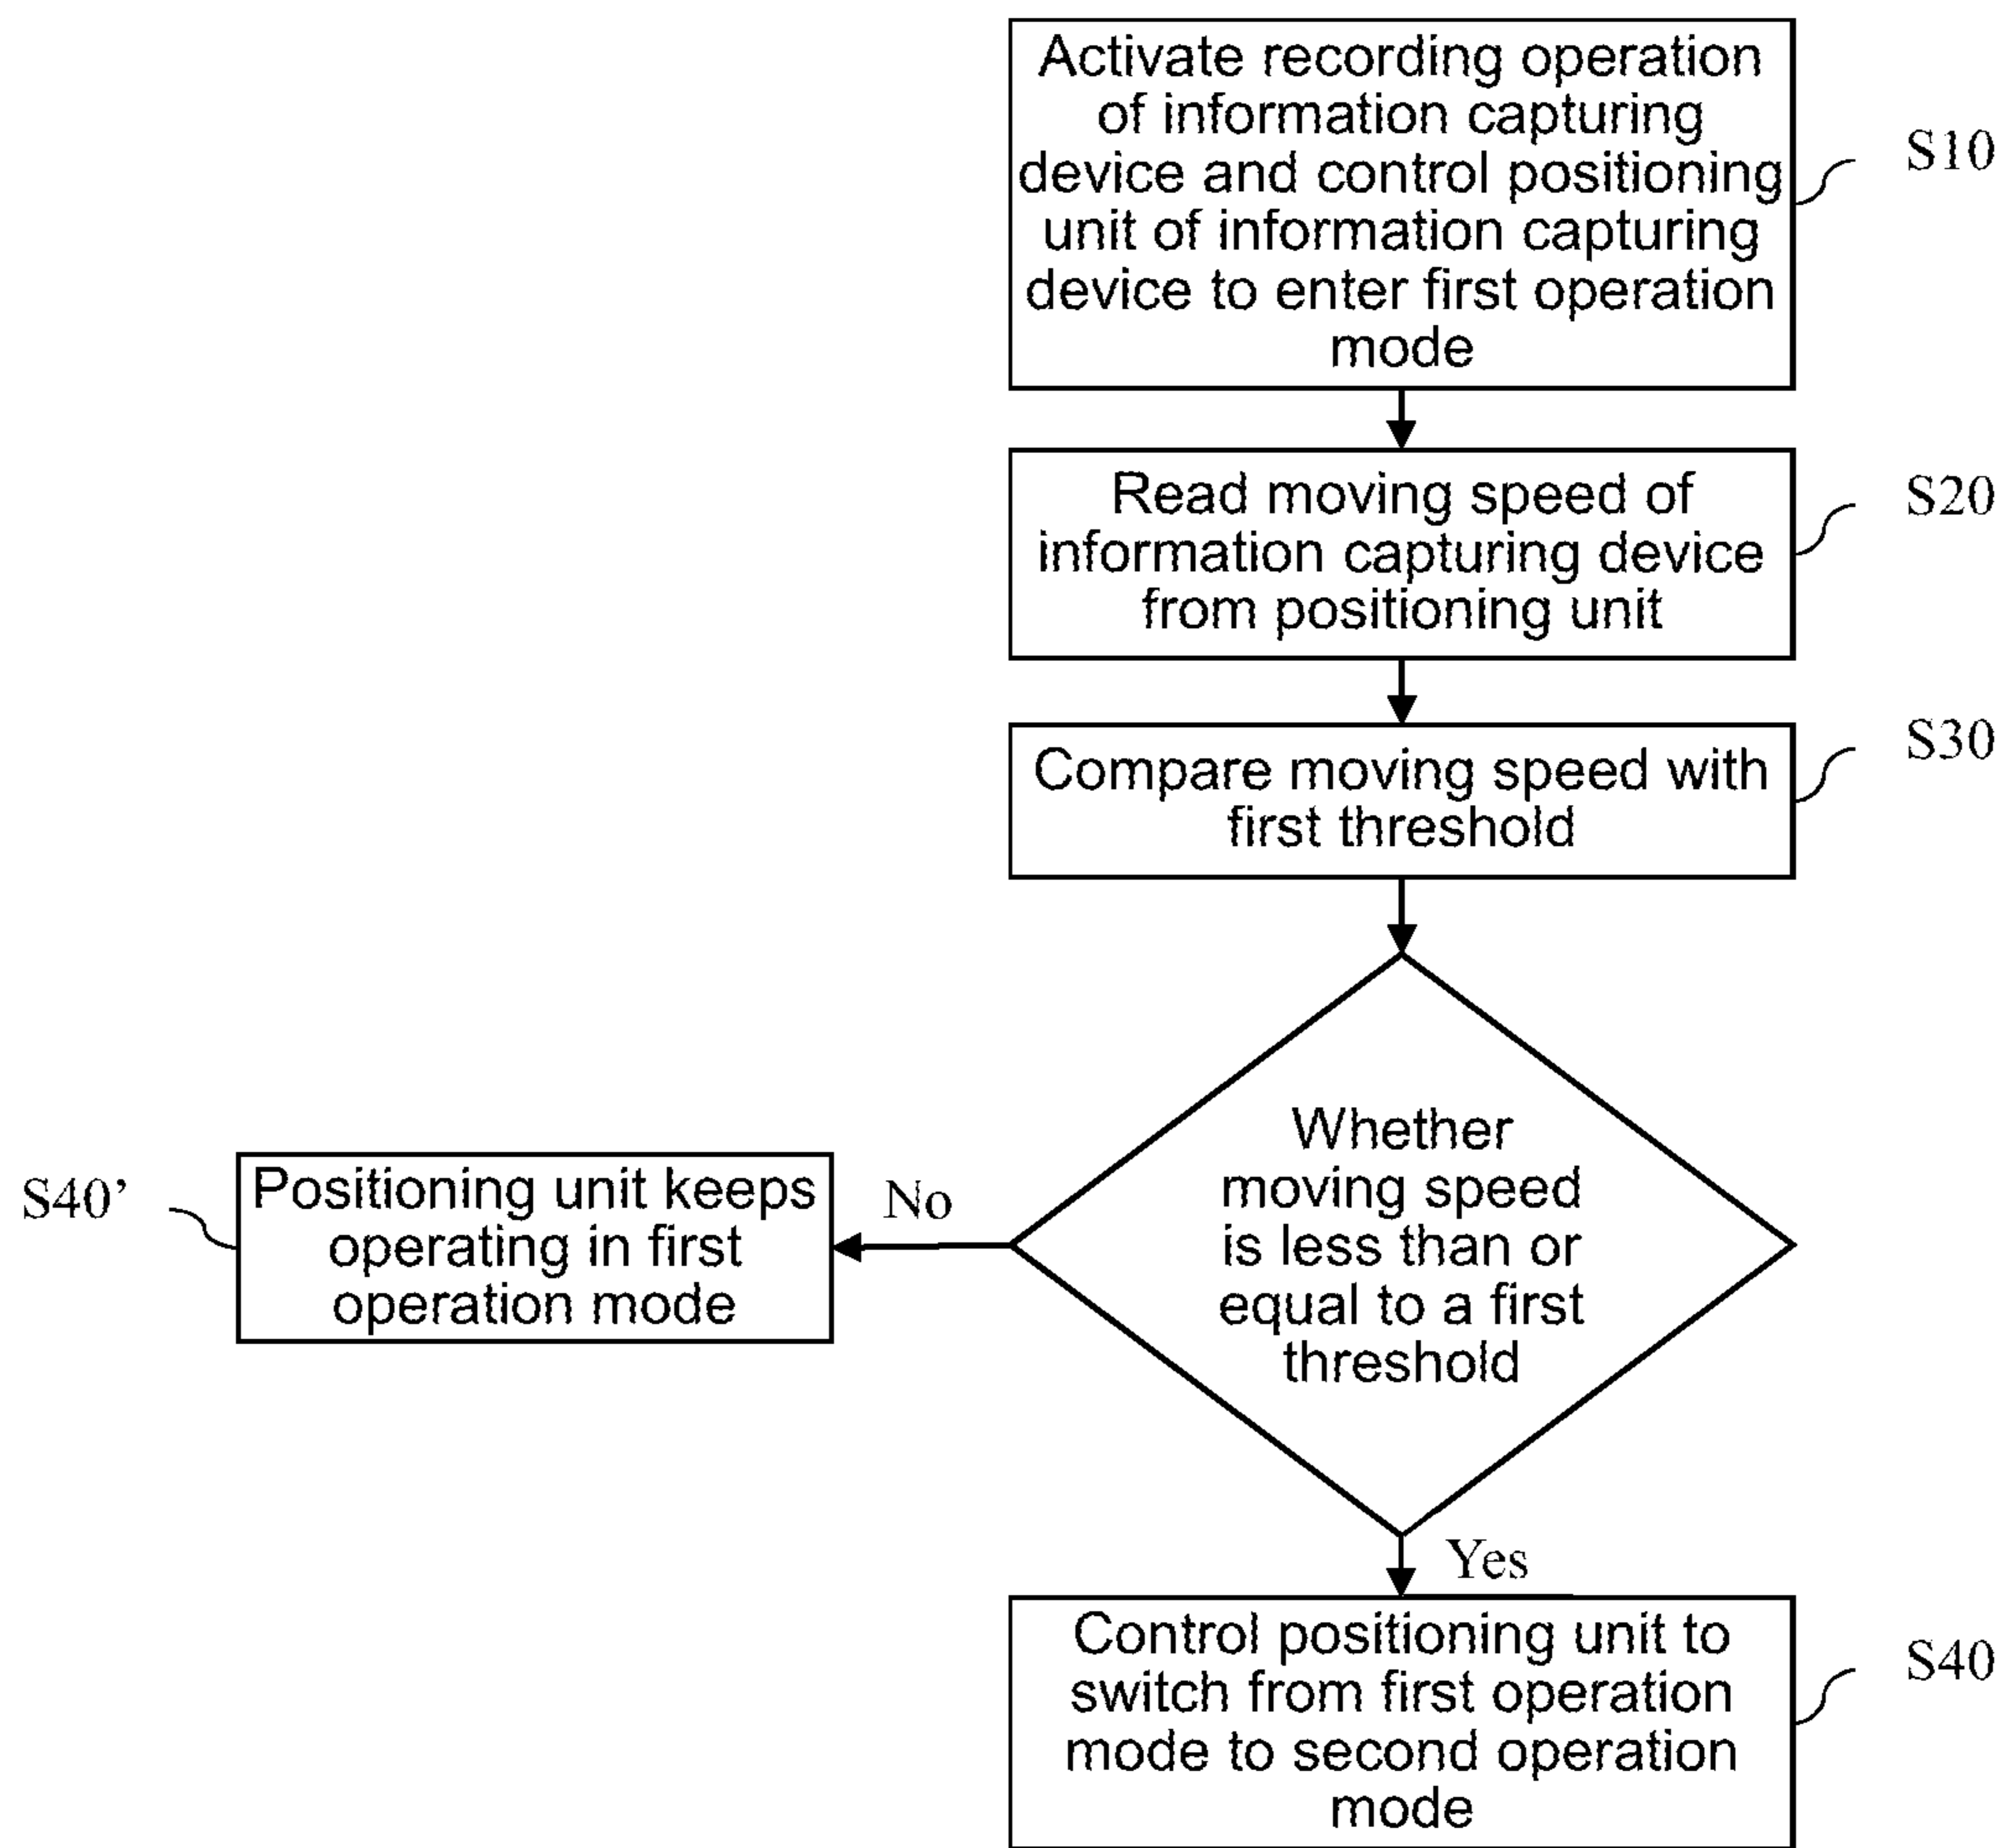 Activate recording operation
of information capturing
device and control positioning
unit of information capturing
device to enter first operation
mode
S10
Read moving speed of
information capturing device
from positioning unit
S20
Compare moving speed with
first threshold
S30
Whether
moving speed
is less than or
equal to a first
threshold
No
S40’
Positioning unit keeps
operating in first
operation mode
Yes
Control positioning unit to
switch from first operation
mode to second operation
mode
S40